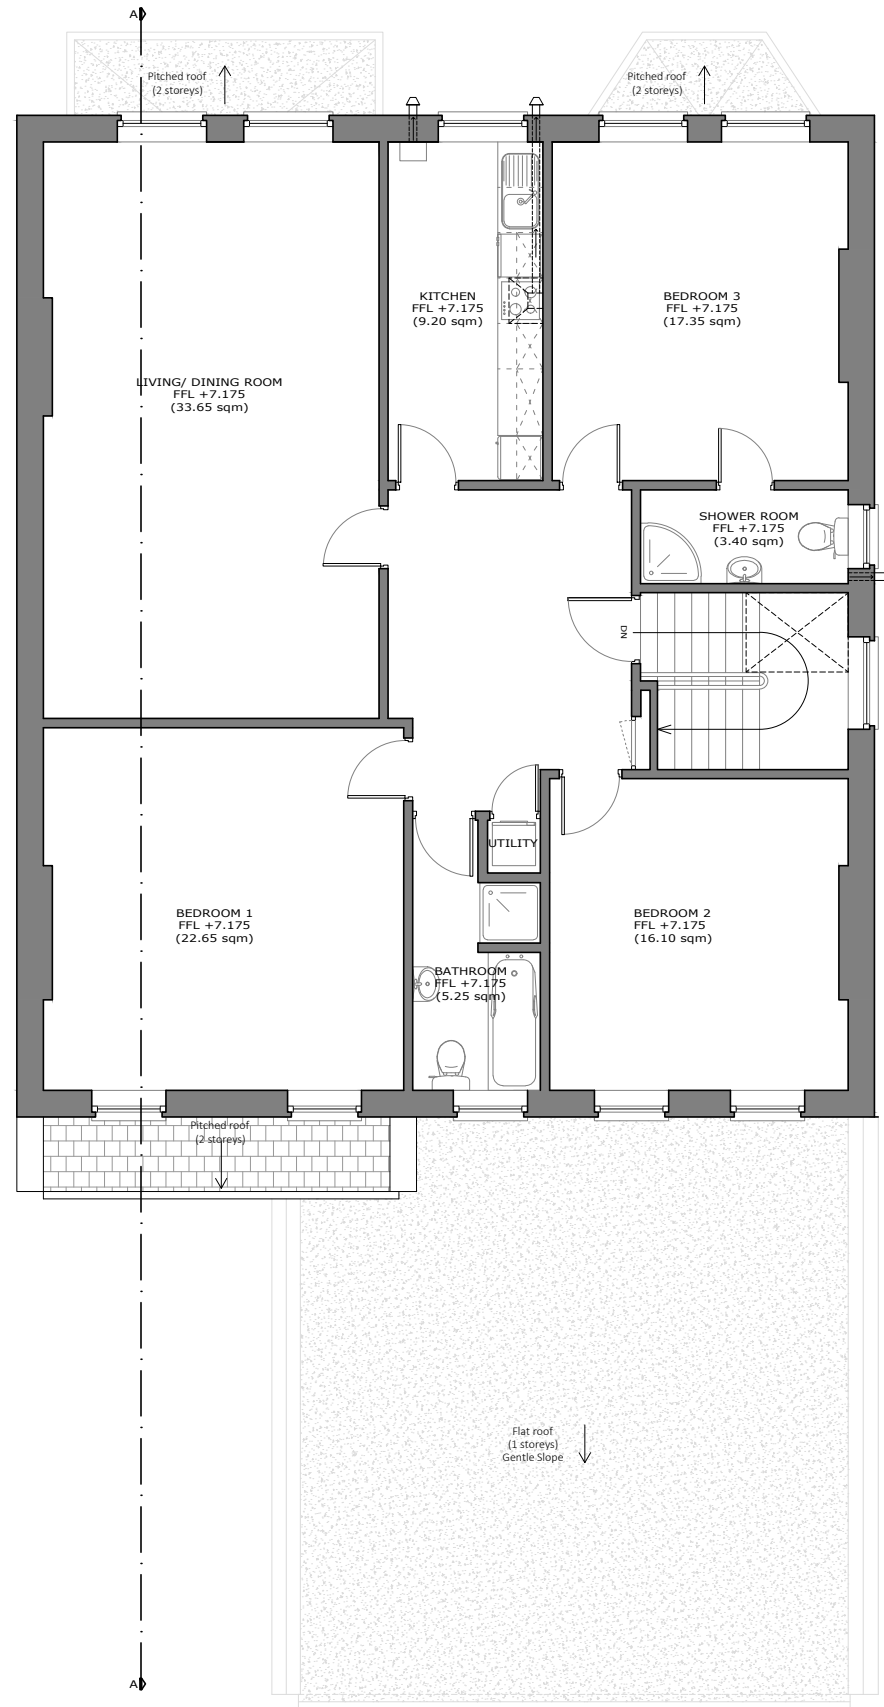 A
Pitched roof
(2 storeys)
Pitched roof
(2 storeys)
KITCHEN
FFL +7.175
(9.20 sqm)
BEDROOM 3
FFL +7.175
(17.35 sqm)
LIVING/ DINING ROOM
FFL +7.175
(33.65 sqm)
SHOWER ROOM
FFL +7.175
(3.40 sqm)
DN
UTILITY
BEDROOM 1
FFL +7.175
(22.65 sqm)
BEDROOM 2
FFL +7.175
(16.10 sqm)
BATHROOM
FFL +7.175
(5.25 sqm)
Pitched roof
(2 storeys)
Flat roof
(1 storeys)
Gentle Slope
A